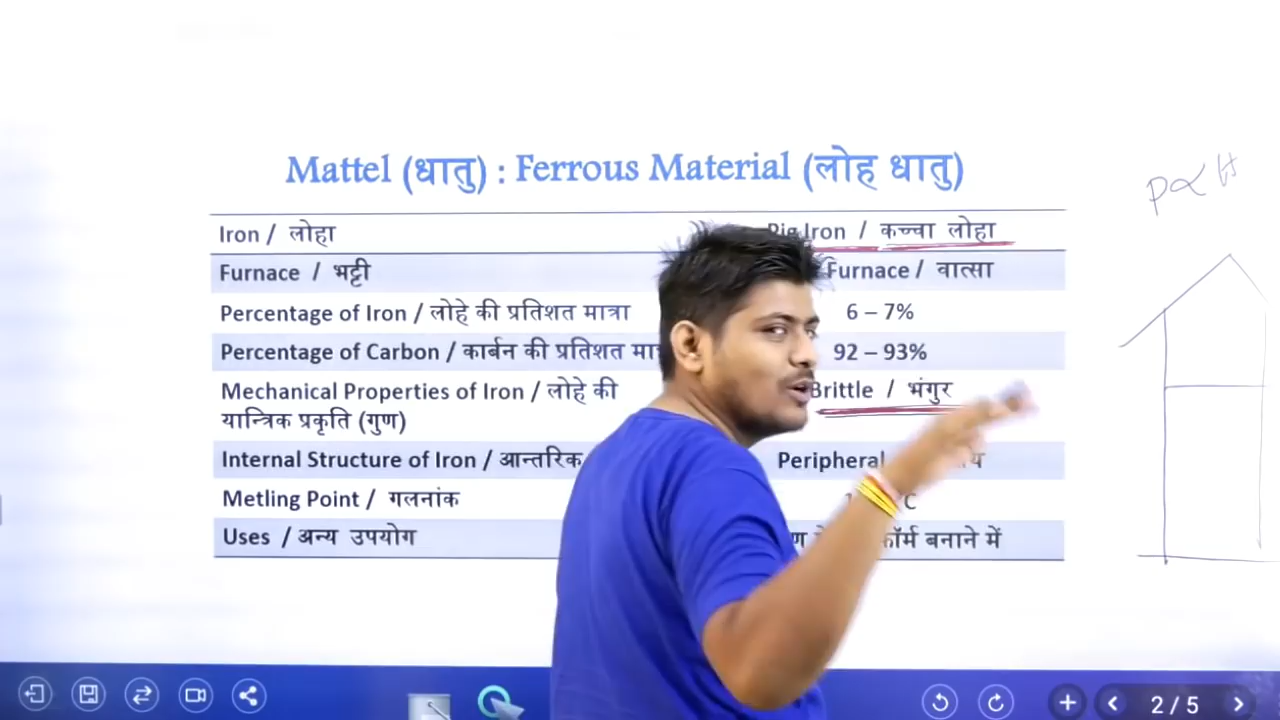 Mattel (धातु) : Ferrous Material (लोह धातु)
P ∝ H
Iron / लोहा Pig Iron / कच्चा लोहा
Furnace / भट्टी Furnace / वात्सा
Percentage of Iron / लोहे की प्रतिशत मात्रा 6 – 7%
Percentage of Carbon / कार्बन की प्रतिशत 92 – 93%
Mechanical Properties of Iron / लोहे की Brittle / भंगुर
यान्त्रिक प्रकृति (गुण)
Internal Structure of Iron / आन्तरिक Peripheral
Metling Point / गलनांक C
Uses / अन्य उपयोग फॉर्म बनाने में
2 / 5